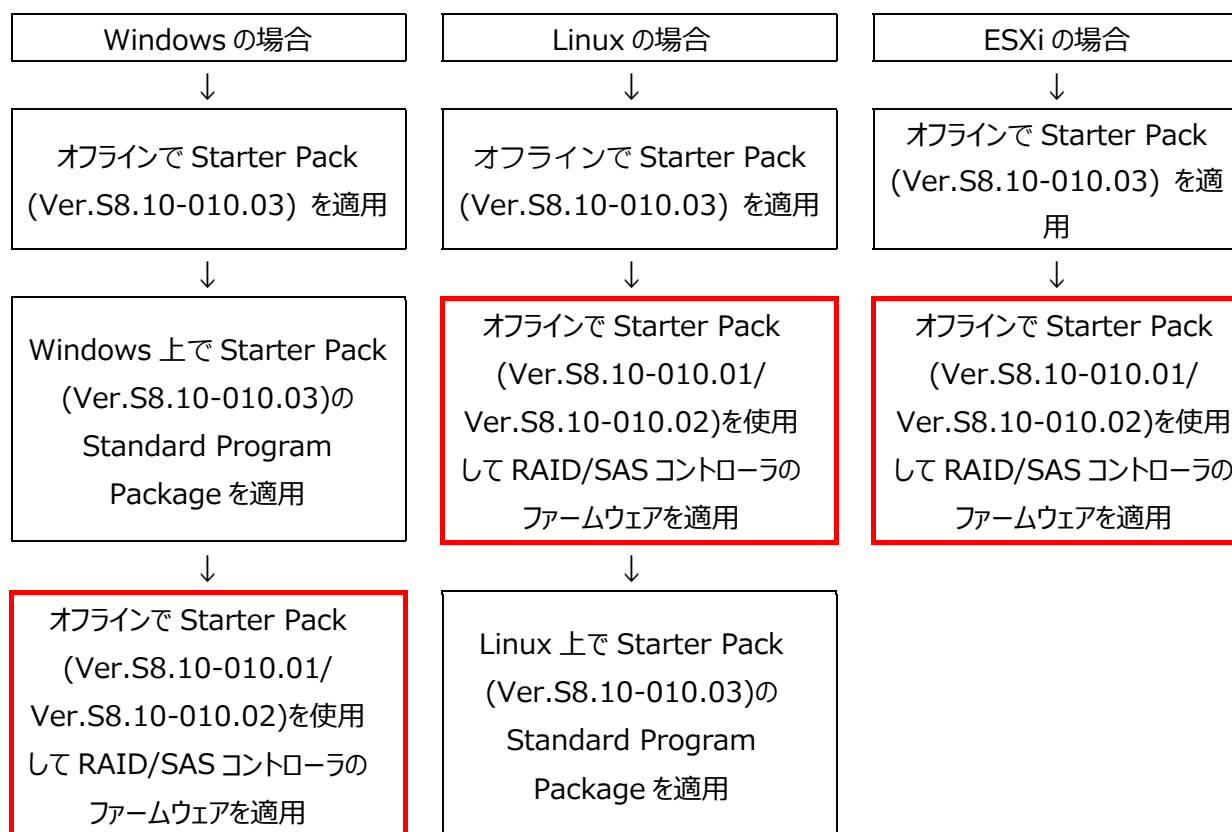 Windows の場合
↓
オフラインで Starter Pack
(Ver.S8.10-010.03) を適用
↓
Windows 上で Starter Pack
(Ver.S8.10-010.03)の
Standard Program
Package を適用
↓
オフラインで Starter Pack
(Ver.S8.10-010.01/
Ver.S8.10-010.02)を使用
して RAID/SAS コントローラの
ファームウェアを適用
Linux の場合
↓
オフラインで Starter Pack
(Ver.S8.10-010.03) を適用
↓
オフラインで Starter Pack
(Ver.S8.10-010.01/
Ver.S8.10-010.02)を使用
して RAID/SAS コントローラの
ファームウェアを適用
↓
Linux 上で Starter Pack
(Ver.S8.10-010.03)の
Standard Program
Package を適用
ESXi の場合
↓
オフラインで Starter Pack
(Ver.S8.10-010.03) を適
用
↓
オフラインで Starter Pack
(Ver.S8.10-010.01/
Ver.S8.10-010.02)を使用
して RAID/SAS コントローラの
ファームウェアを適用